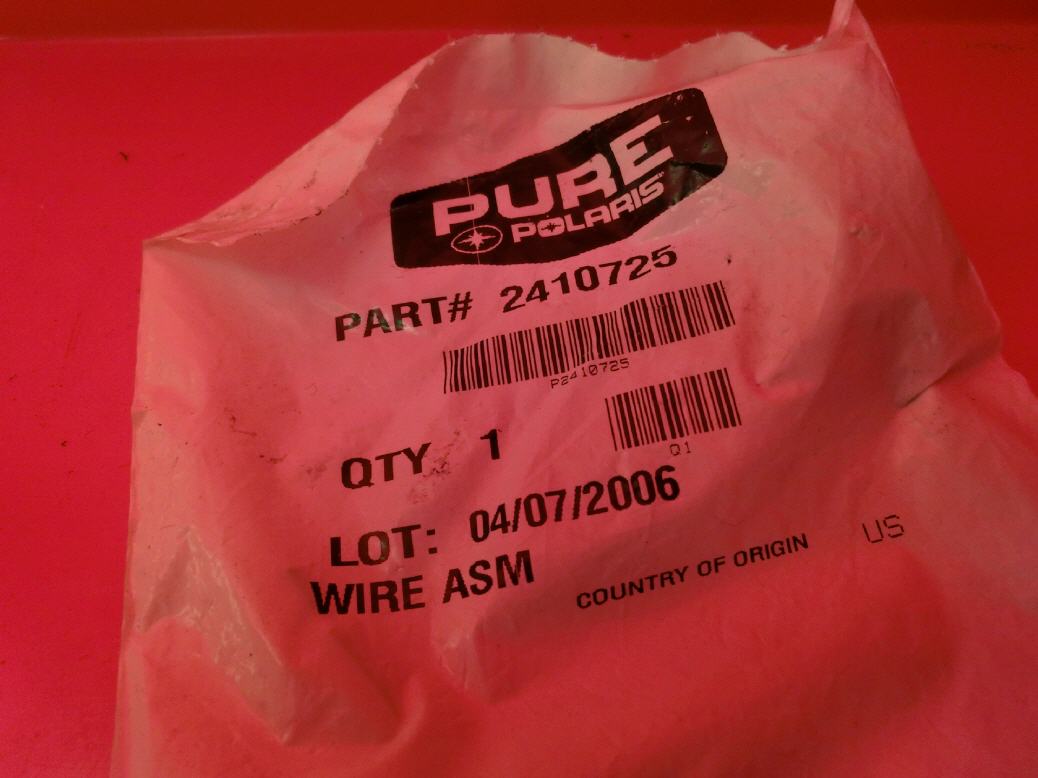 PURE
POLARIS
PART# 2410725
P2410725
QTY 1
Q1
LOT: 04/07/2006
WIRE ASM
COUNTRY OF ORIGIN US